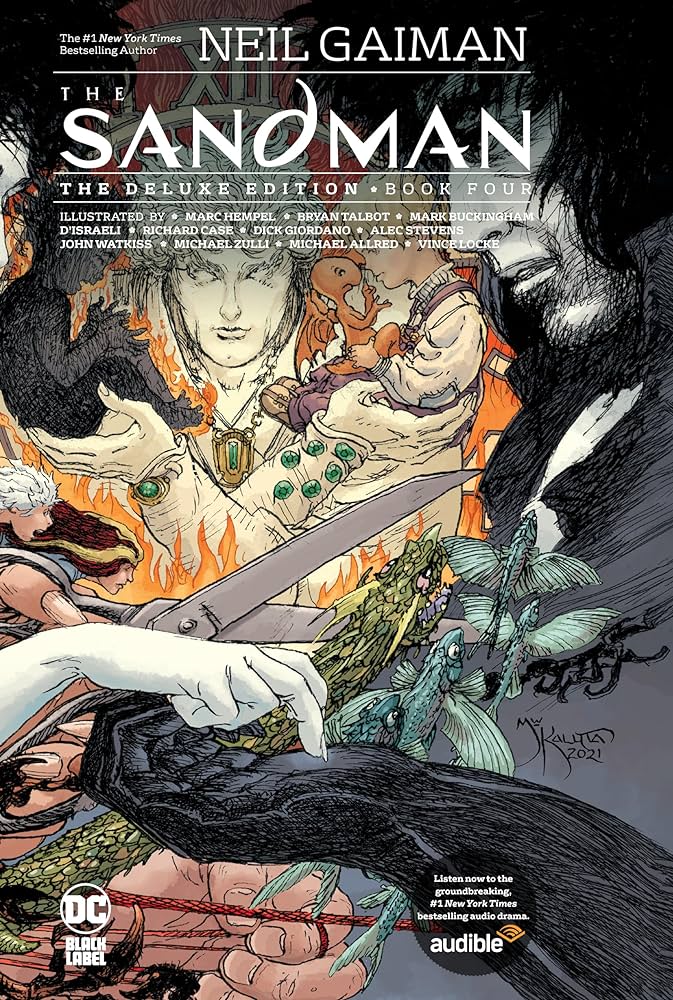 The #1 New York Times
Bestselling Author
NEIL GAIMAN
THE
SANDMAN
THE DELUXE EDITION • BOOK FOUR
ILLUSTRATED BY • MARC HEMPEL • BRYAN TALBOT • MARK BUCKINGHAM
D'ISRAELI • RICHARD CASE • DICK GIORDANO • ALEC STEVENS
JOHN WATKISS • MICHAEL ZULLI • MICHAEL ALLRED • VINCE LOCKE
XII
MW
KALUTA
2021
Listen now to the
groundbreaking,
#1 New York Times
bestselling audio drama.
audible
DC
BLACK
LABEL